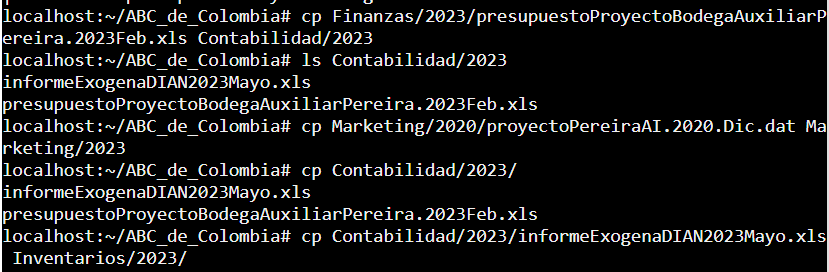 localhost:~/ABC_de_Colombia# cp Finanzas/2023/presupuestoProyectoBodegaAuxiliarP
ereira.2023Feb.xls Contabilidad/2023
localhost:~/ABC_de_Colombia# ls Contabilidad/2023
informeExogenaDIAN2023Mayo.xls
presupuestoProyectoBodegaAuxiliarPereira.2023Feb.xls
localhost:~/ABC_de_Colombia# cp Marketing/2020/proyectoPereiraAI.2020.Dic.dat Ma
rketing/2023
localhost:~/ABC_de_Colombia# cp Contabilidad/2023/
informeExogenaDIAN2023Mayo.xls
presupuestoProyectoBodegaAuxiliarPereira.2023Feb.xls
localhost:~/ABC_de_Colombia# cp Contabilidad/2023/informeExogenaDIAN2023Mayo.xls
 Inventarios/2023/